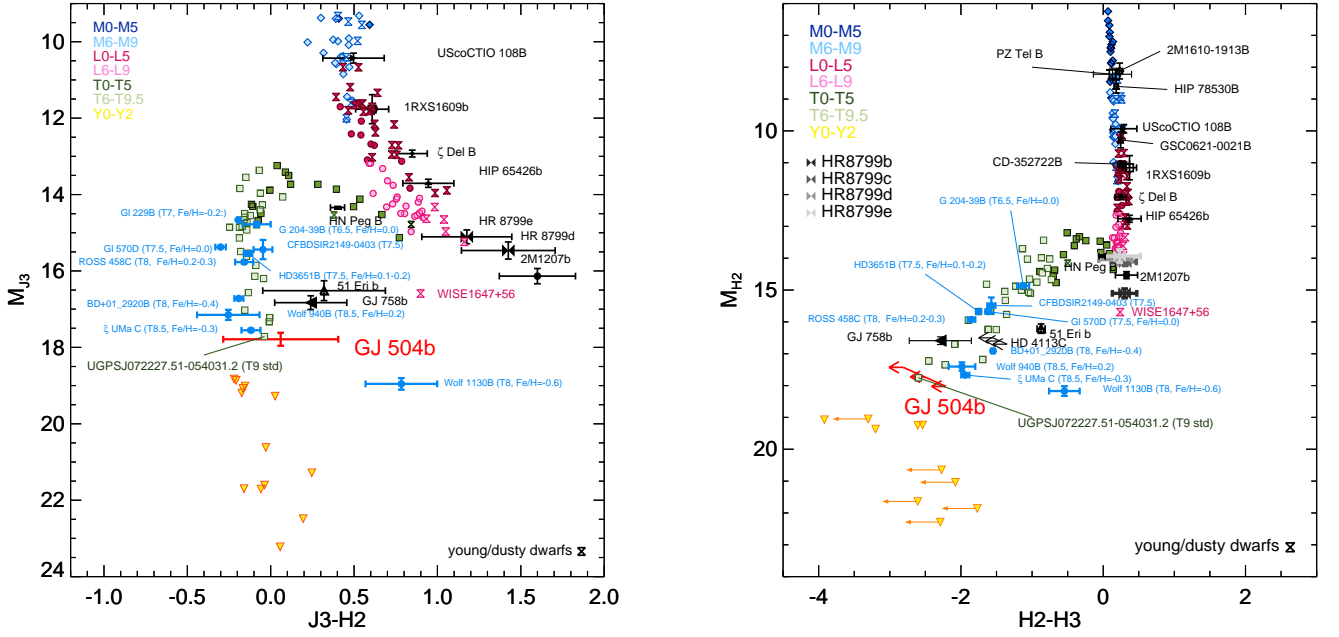 M0-M5
M6-M9
L0-L5
L6-L9
T0-T5
T6-T9.5
Y0-Y2
UScoCTIO 108B
1RXS1609b
ζ Del B
HIP 65426b
Gl 229B (T7, Fe/H=-0.2:)
HN Peg B
HR 8799e
G 204-39B (T6.5, Fe/H=0.0)
HR 8799d
Gl 570D (T7.5, Fe/H=0.0)
CFBDSIR2149-0403 (T7.5)
ROSS 458C (T8, Fe/H=0.2-0.3)
2M1207b
HD3651B (T7.5, Fe/H=0.1-0.2)
51 Eri b
WISE1647+56
BD+01_2920B (T8, Fe/H=-0.4)
GJ 758b
Wolf 940B (T8.5, Fe/H=0.2)
ξ UMa C (T8.5, Fe/H=-0.3)
GJ 504b
UGPSJ072227.51-054031.2 (T9 std)
Wolf 1130B (T8, Fe/H=-0.6)
young/dusty dwarfs
10
12
14
16
18
20
22
24
M_J3
-1.0
-0.5
0.0
0.5
1.0
1.5
2.0
J3-H2
M0-M5
M6-M9
L0-L5
L6-L9
T0-T5
T6-T9.5
Y0-Y2
HR8799b
HR8799c
HR8799d
HR8799e
PZ Tel B
2M1610-1913B
HIP 78530B
UScoCTIO 108B
GSC0621-0021B
CD-352722B
1RXS1609b
ζ Del B
G 204-39B (T6.5, Fe/H=0.0)
HIP 65426b
HD3651B (T7.5, Fe/H=0.1-0.2)
HN Peg B
2M1207b
CFBDSIR2149-0403 (T7.5)
ROSS 458C (T8, Fe/H=0.2-0.3)
Gl 570D (T7.5, Fe/H=0.0)
WISE1647+56
GJ 758b
51 Eri b
HD 4113C
BD+01_2920B (T8, Fe/H=-0.4)
Wolf 940B (T8.5, Fe/H=0.2)
ξ UMa C (T8.5, Fe/H=-0.3)
Wolf 1130B (T8, Fe/H=-0.6)
GJ 504b
UGPSJ072227.51-054031.2 (T9 std)
young/dusty dwarfs
10
15
20
M_H2
-4
-2
0
2
H2-H3